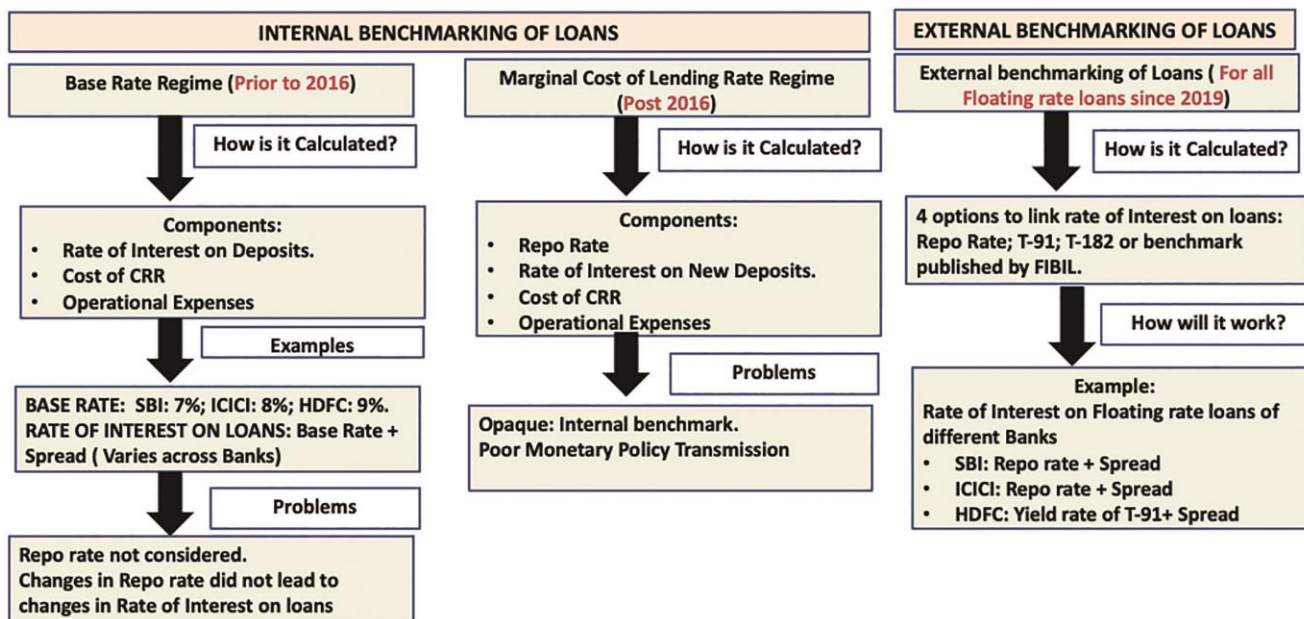 INTERNAL BENCHMARKING OF LOANS
Base Rate Regime (Prior to 2016)
How is it Calculated?
Components:
• Rate of Interest on Deposits.
• Cost of CRR
• Operational Expenses
Examples
BASE RATE: SBI: 7%; ICICI: 8%; HDFC: 9%.
RATE OF INTEREST ON LOANS: Base Rate +
Spread ( Varies across Banks)
Problems
Repo rate not considered.
Changes in Repo rate did not lead to
changes in Rate of Interest on loans
Marginal Cost of Lending Rate Regime
(Post 2016)
How is it Calculated?
Components:
• Repo Rate
• Rate of Interest on New Deposits.
• Cost of CRR
• Operational Expenses
Problems
Opaque: Internal benchmark.
Poor Monetary Policy Transmission
EXTERNAL BENCHMARKING OF LOANS
External benchmarking of Loans ( For all
Floating rate loans since 2019)
How is it Calculated?
4 options to link rate of Interest on loans:
Repo Rate; T-91; T-182 or benchmark
published by FIBIL.
How will it work?
Example:
Rate of Interest on Floating rate loans of
different Banks
• SBI: Repo rate + Spread
• ICICI: Repo rate + Spread
• HDFC: Yield rate of T-91+ Spread